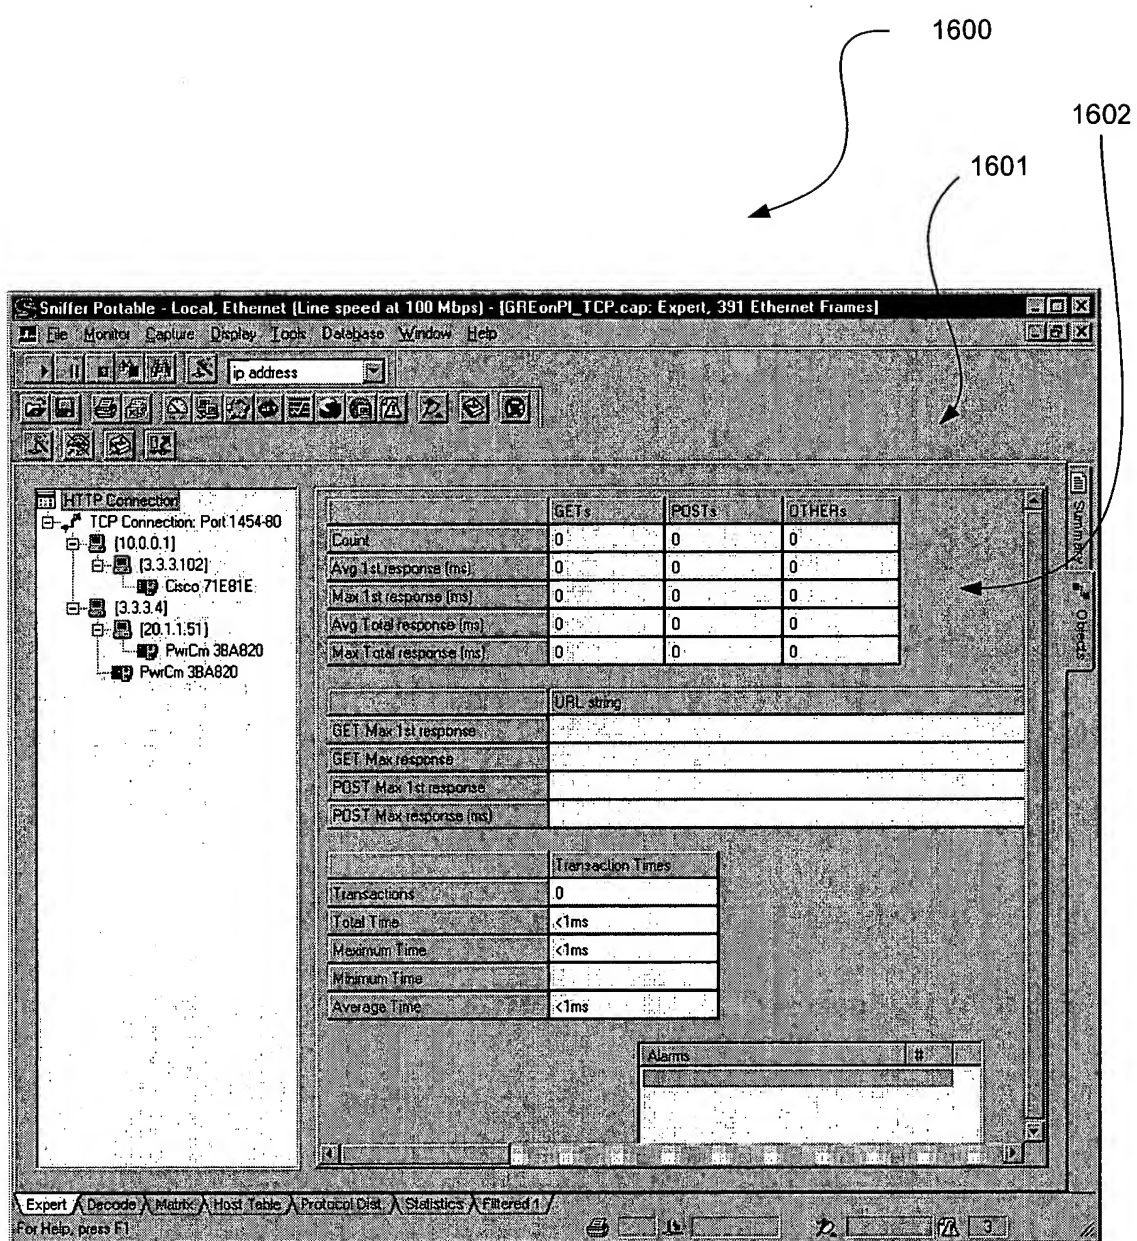 1600
1602
1601
Sniffer Portable - Local, Ethernet (Line speed at 100 Mbps) - [GREonPI_TCP.cap: Expert, 391 Ethernet Frames]
File Monitor Capture Display Tools Database Window Help
ip address
HTTP Connection
TCP Connection: Port 1454-80
[10.0.0.1]
[3.3.3.102]
Cisco 71E81E
[3.3.3.4]
[20.1.1.51]
PwrCm 3BA820
PwrCm 3BA820
GETs POSTs OTHERs
Count 0 0 0
Avg 1st response (ms) 0 0 0
Max 1st response (ms) 0 0 0
Avg Total response (ms) 0 0 0
Max Total response (ms) 0 0 0
URL string
GET Max 1st response
GET Max response
POST Max 1st response
POST Max response (ms)
Transaction Times
Transactions 0
Total Time <1ms
Maximum Time <1ms
Minimum Time
Average Time <1ms
Alarms #
Summary
Objects
Expert Decode Matrix Host Table Protocol Dist. Statistics Filtered 1
For Help, press F1
3